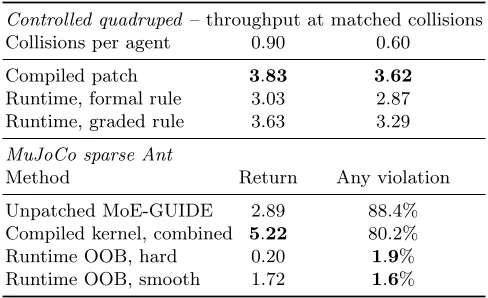 Controlled quadruped – throughput at matched collisions
Collisions per agent 0.90 0.60
Compiled patch 3.83 3.62
Runtime, formal rule 3.03 2.87
Runtime, graded rule 3.63 3.29
MuJoCo sparse Ant
Method Return Any violation
Unpatched MoE-GUIDE 2.89 88.4%
Compiled kernel, combined 5.22 80.2%
Runtime OOB, hard 0.20 1.9%
Runtime OOB, smooth 1.72 1.6%